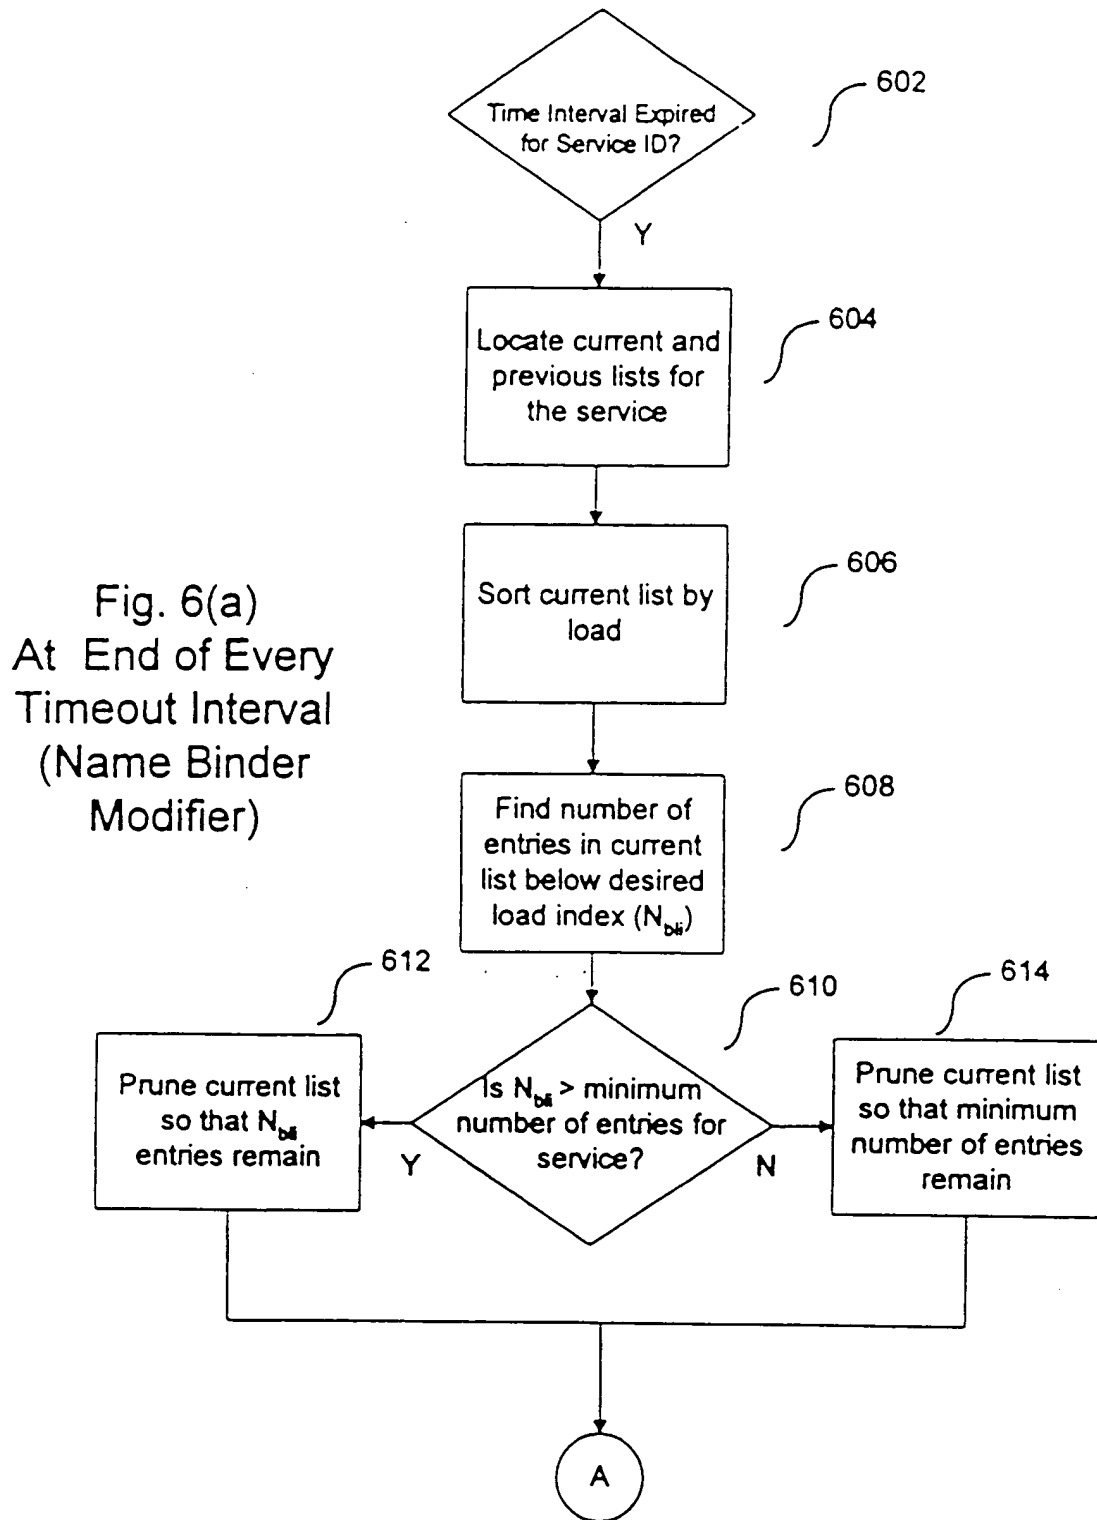 602
Time Interval Expired
for Service ID?
Y
604
Locate current and
previous lists for
the service
606
Sort current list by
load
Fig. 6(a)
At End of Every
Timeout Interval
(Name Binder
Modifier)
608
Find number of
entries in current
list below desired
load index (N_bli)
612
610
614
Prune current list
so that N_bli
entries remain
Is N_bli > minimum
number of entries for
service?
Y
N
Prune current list
so that minimum
number of entries
remain
A